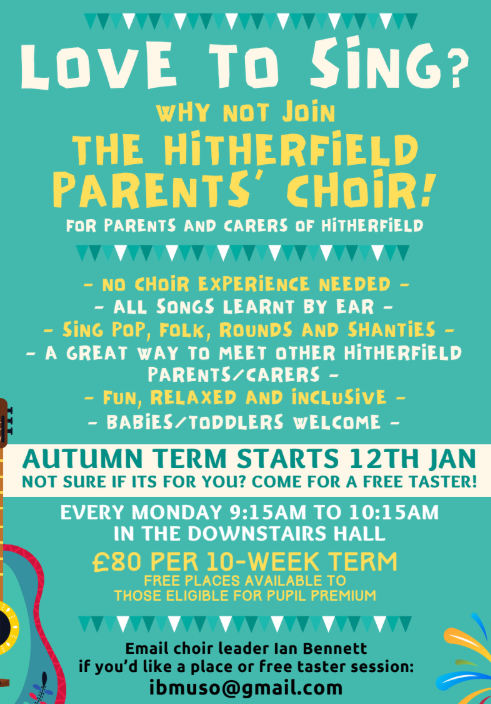 LOVE TO SING?
WHY NOT JOIN
THE HITHERFIELD
PARENTS' CHOIR!
FOR PARENTS AND CARERS OF HITHERFIELD
- NO CHOIR EXPERIENCE NEEDED -
- ALL SONGS LEARNT BY EAR -
- SING POP, FOLK, ROUNDS AND SHANTIES -
- A GREAT WAY TO MEET OTHER HITHERFIELD
PARENTS/CARERS -
- FUN, RELAXED AND INCLUSIVE -
- BABIES/TODDLERS WELCOME -
AUTUMN TERM STARTS 12TH JAN
NOT SURE IF ITS FOR YOU? COME FOR A FREE TASTER!
EVERY MONDAY 9:15AM TO 10:15AM
IN THE DOWNSTAIRS HALL
£80 PER 10-WEEK TERM
FREE PLACES AVAILABLE TO
THOSE ELIGIBLE FOR PUPIL PREMIUM
Email choir leader Ian Bennett
if you'd like a place or free taster session:
ibmuso@gmail.com